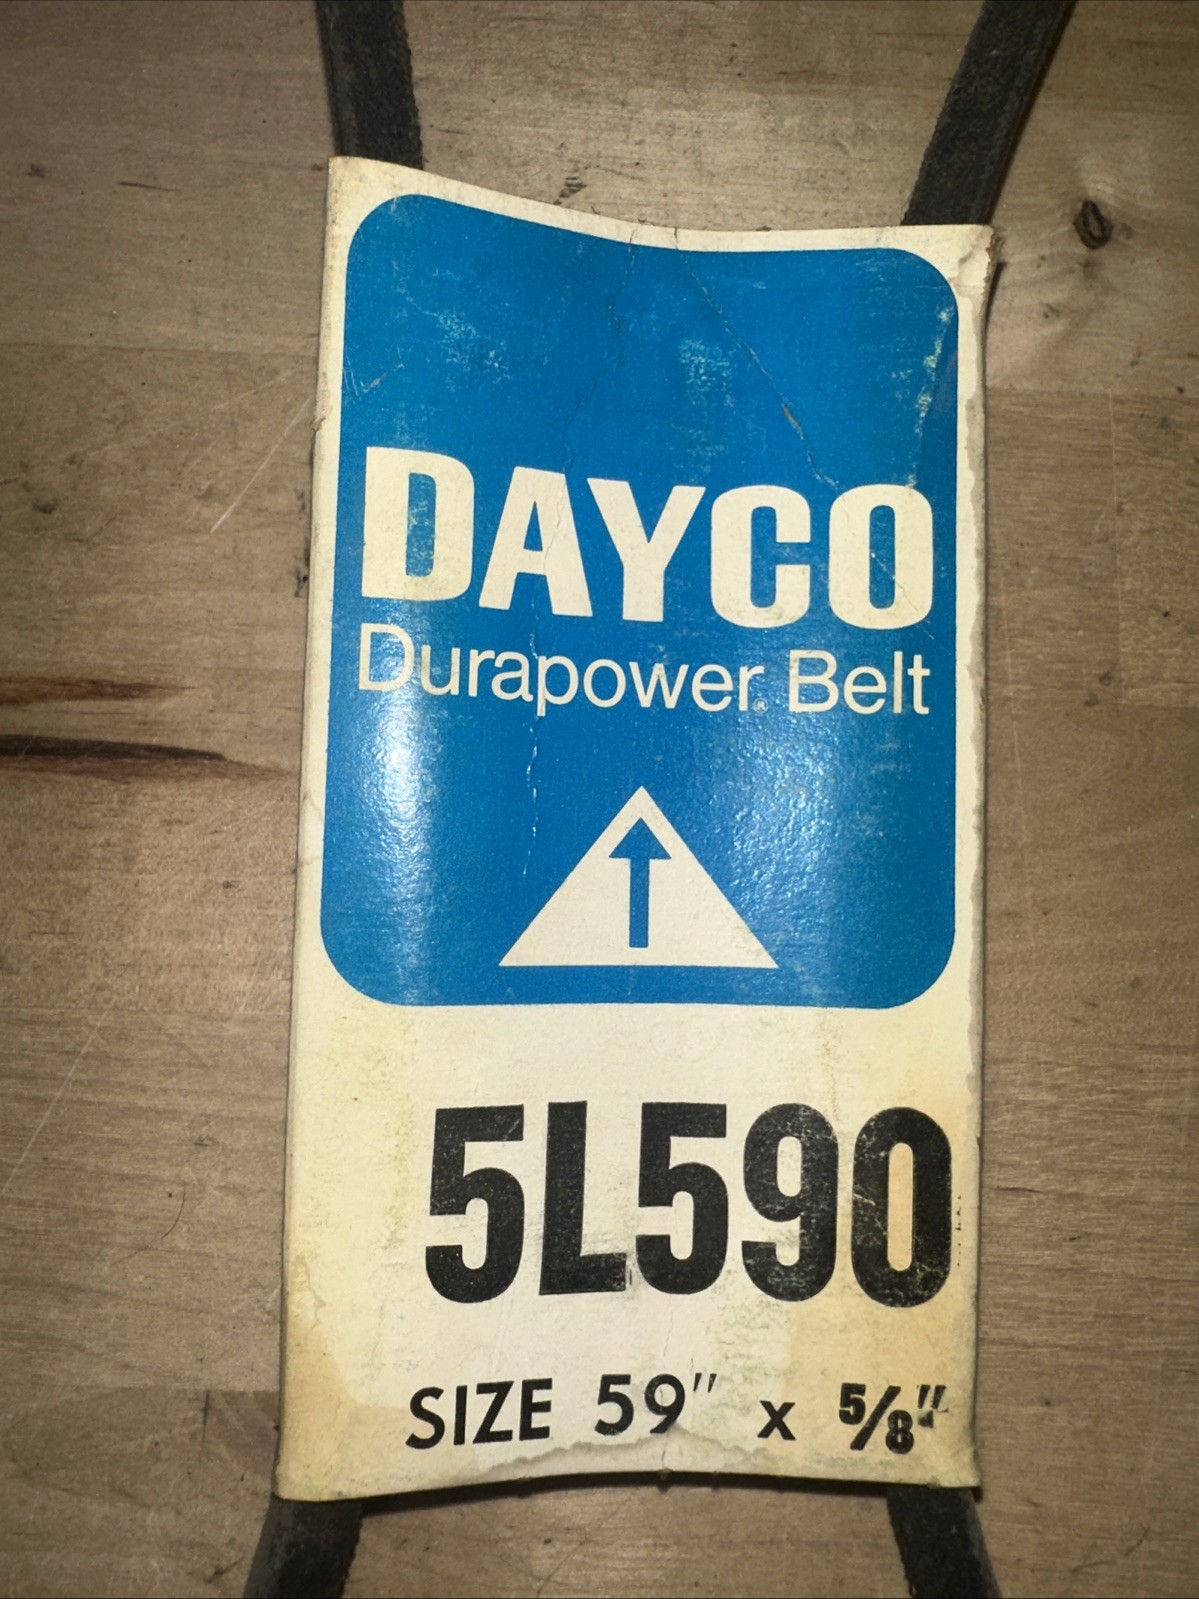 DAYCO
Durapower® Belt
5L590
SIZE 59" x 5/8"